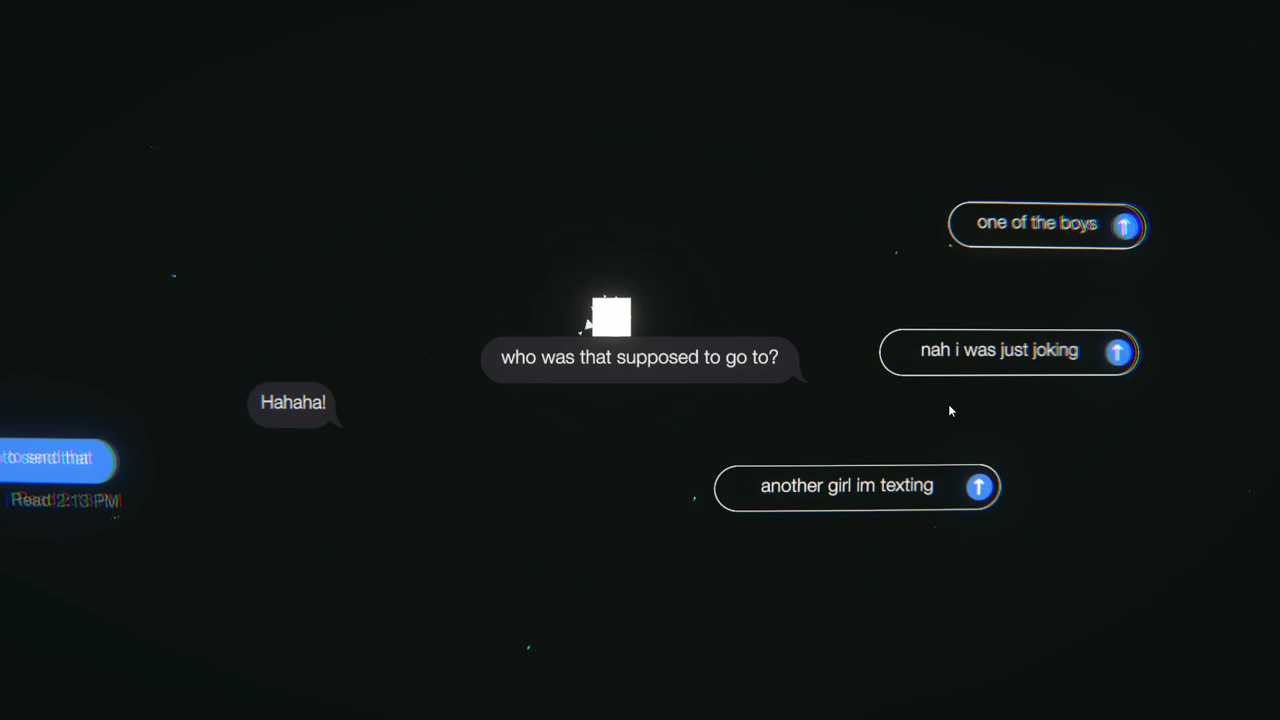 one of the boys
who was that supposed to go to?
nah i was just joking
Hahaha!
to send that
Read 2:13 PM
another girl im texting